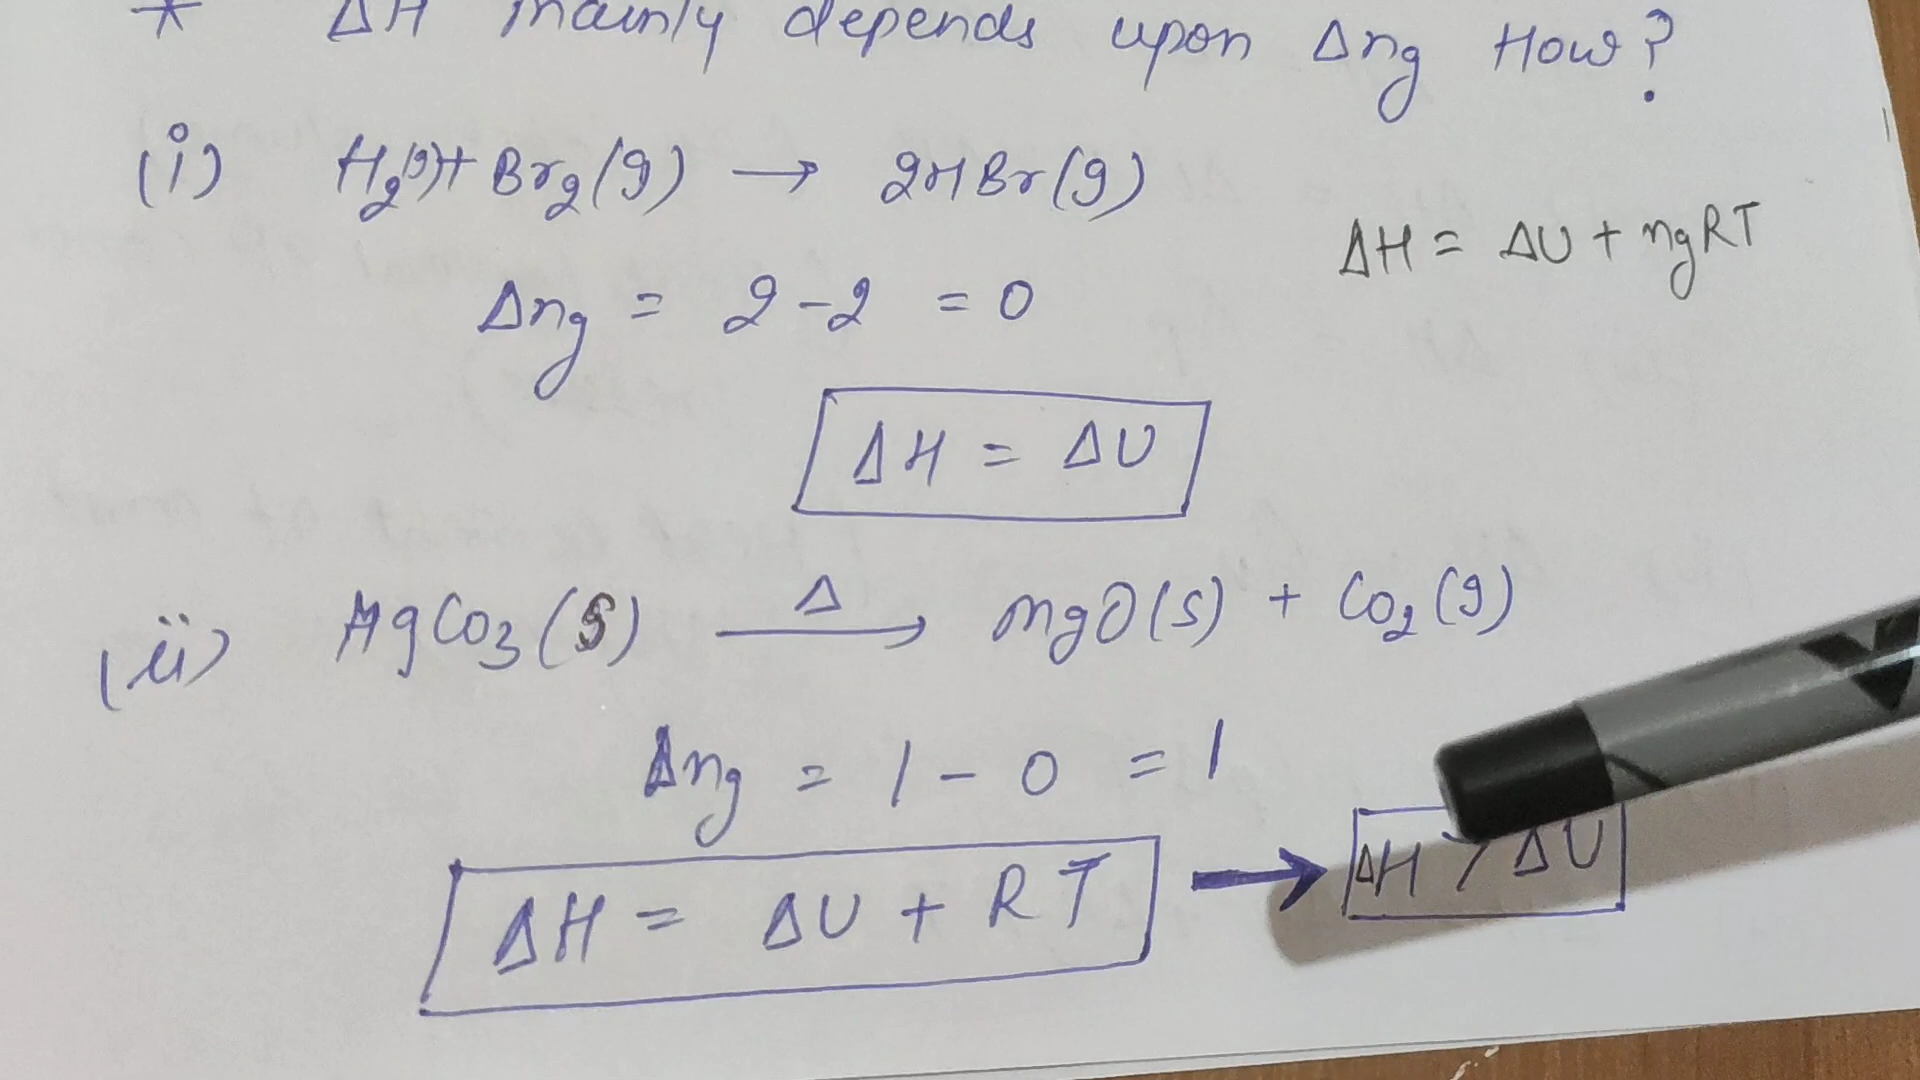 * ΔH mainly depends upon Δng How?
(i) H2(g)+ Br2(g) → 2HBr(g)
ΔH = ΔU + ngRT
Δng = 2-2 = 0
ΔH = ΔU
(ii) MgCO3(s) Δ→ MgO(s) + CO2(g)
Δng = 1 - 0 = 1
ΔH = ΔU + RT → ΔH > ΔU